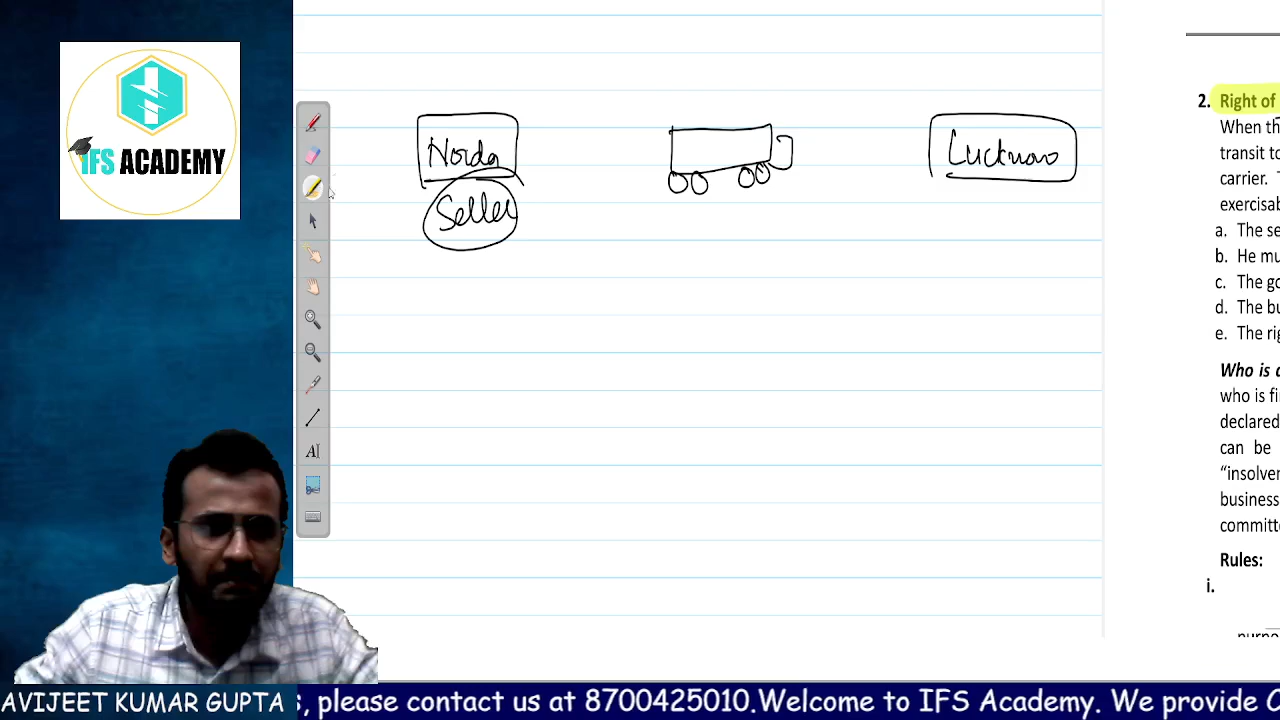 IFS ACADEMY
Noida
Seller
Lucknow
2. Right of
When th
transit to
carrier. T
exercisab
a. The se
b. He mu
c. The go
d. The bu
e. The rig
Who is a
who is fi
declared
can be
“insolver
business
committe
Rules:
i.
AVIJEET KUMAR GUPTA s, please contact us at 8700425010.Welcome to IFS Academy. We provide C